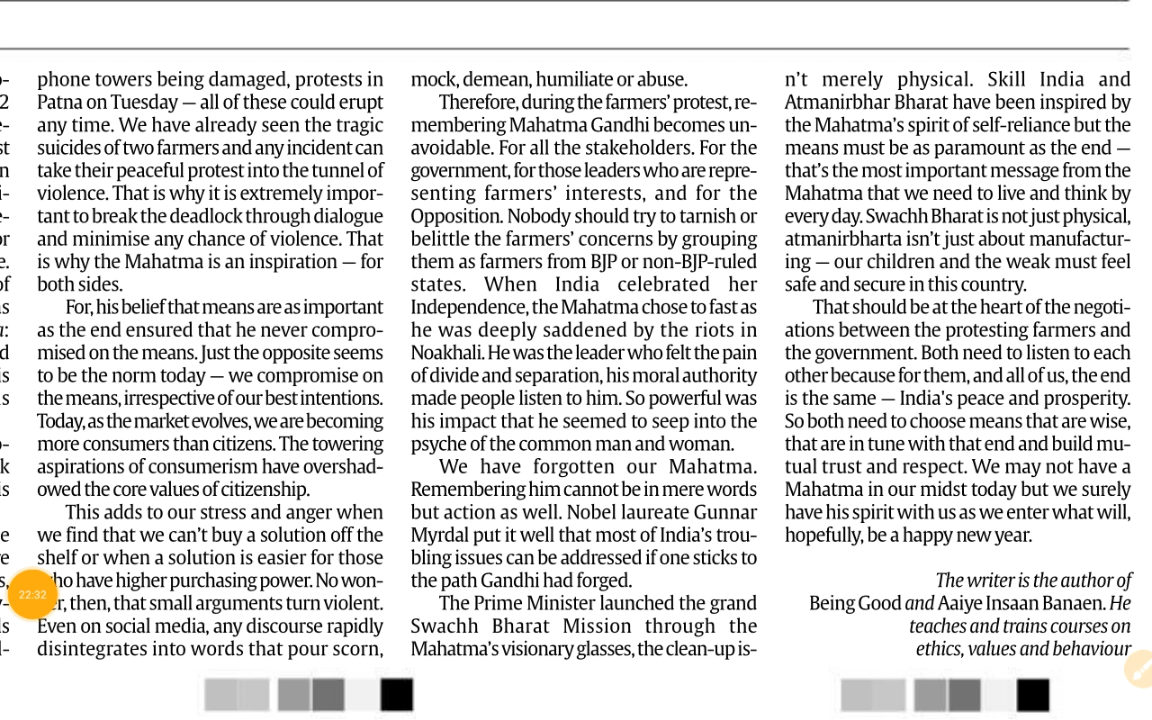 o-
2
e-
st
n
i-
e-
or
e.
of
as
a:
d
is
s
o-
k
is
e
re
s,
y-
ls
l-
phone towers being damaged, protests in
Patna on Tuesday — all of these could erupt
any time. We have already seen the tragic
suicides of two farmers and any incident can
take their peaceful protest into the tunnel of
violence. That is why it is extremely impor-
tant to break the deadlock through dialogue
and minimise any chance of violence. That
is why the Mahatma is an inspiration — for
both sides.
For, his belief that means are as important
as the end ensured that he never compro-
mised on the means. Just the opposite seems
to be the norm today — we compromise on
the means, irrespective of our best intentions.
Today, as the market evolves, we are becoming
more consumers than citizens. The towering
aspirations of consumerism have overshad-
owed the core values of citizenship.
This adds to our stress and anger when
we find that we can't buy a solution off the
shelf or when a solution is easier for those
who have higher purchasing power. No won-
er, then, that small arguments turn violent.
Even on social media, any discourse rapidly
disintegrates into words that pour scorn,
22:32
mock, demean, humiliate or abuse.
Therefore, during the farmers' protest, re-
membering Mahatma Gandhi becomes un-
avoidable. For all the stakeholders. For the
government, for those leaders who are repre-
senting farmers' interests, and for the
Opposition. Nobody should try to tarnish or
belittle the farmers' concerns by grouping
them as farmers from BJP or non-BJP-ruled
states. When India celebrated her
Independence, the Mahatma chose to fast as
he was deeply saddened by the riots in
Noakhali. He was the leader who felt the pain
of divide and separation, his moral authority
made people listen to him. So powerful was
his impact that he seemed to seep into the
psyche of the common man and woman.
We have forgotten our Mahatma.
Remembering him cannot be in mere words
but action as well. Nobel laureate Gunnar
Myrdal put it well that most of India's trou-
bling issues can be addressed if one sticks to
the path Gandhi had forged.
The Prime Minister launched the grand
Swachh Bharat Mission through the
Mahatma's visionary glasses, the clean-up is-
n't merely physical. Skill India and
Atmanirbhar Bharat have been inspired by
the Mahatma's spirit of self-reliance but the
means must be as paramount as the end —
that's the most important message from the
Mahatma that we need to live and think by
every day. Swachh Bharat is not just physical,
atmanirbharta isn't just about manufactur-
ing — our children and the weak must feel
safe and secure in this country.
That should be at the heart of the negoti-
ations between the protesting farmers and
the government. Both need to listen to each
other because for them, and all of us, the end
is the same — India's peace and prosperity.
So both need to choose means that are wise,
that are in tune with that end and build mu-
tual trust and respect. We may not have a
Mahatma in our midst today but we surely
have his spirit with us as we enter what will,
hopefully, be a happy new year.
The writer is the author of
Being Good and Aaiye Insaan Banaen. He
teaches and trains courses on
ethics, values and behaviour